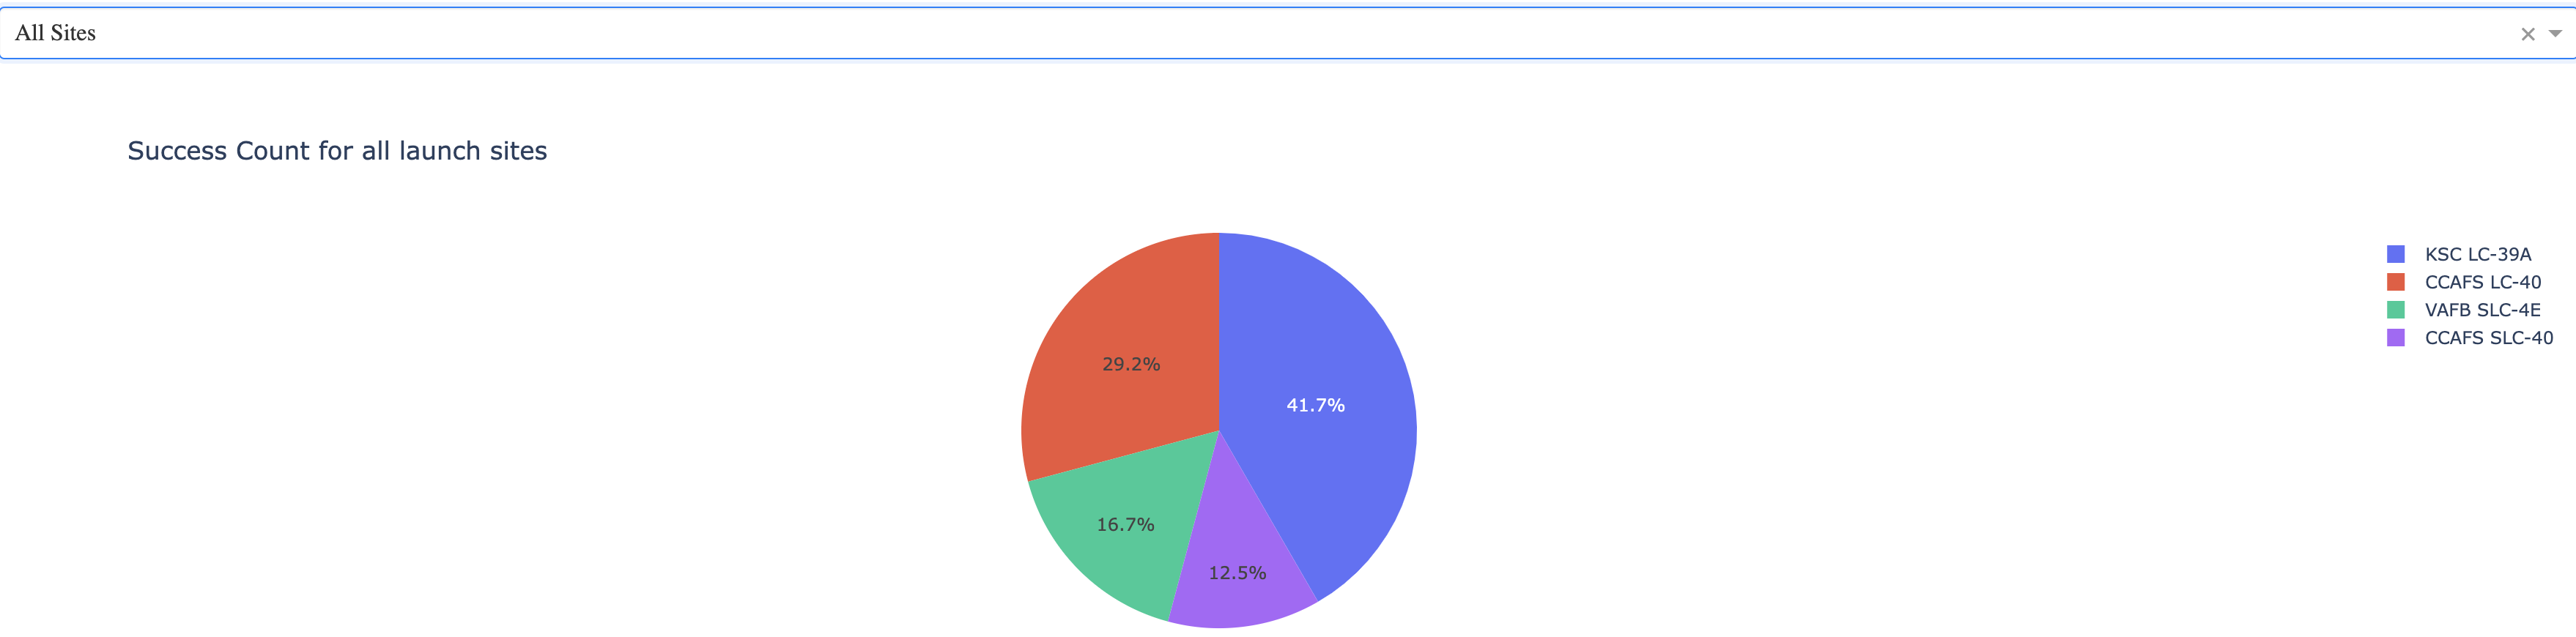 All Sites
Success Count for all launch sites
KSC LC-39A
CCAFS LC-40
VAFB SLC-4E
CCAFS SLC-40
29.2%
41.7%
16.7%
12.5%